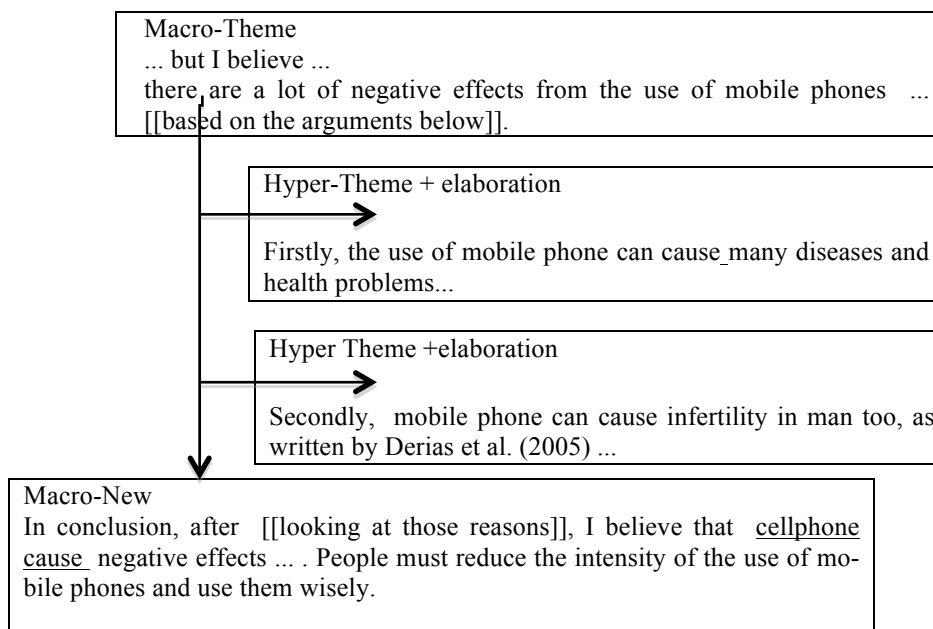 Macro-Theme
... but I believe ...
there are a lot of negative effects from the use of mobile phones ...
[[based on the arguments below]].
Hyper-Theme + elaboration
Firstly, the use of mobile phone can cause many diseases and
health problems...
Hyper Theme +elaboration
Secondly, mobile phone can cause infertility in man too, as
written by Derias et al. (2005) ...
Macro-New
In conclusion, after [[looking at those reasons]], I believe that cellphone
cause negative effects ... . People must reduce the intensity of the use of mo-
bile phones and use them wisely.